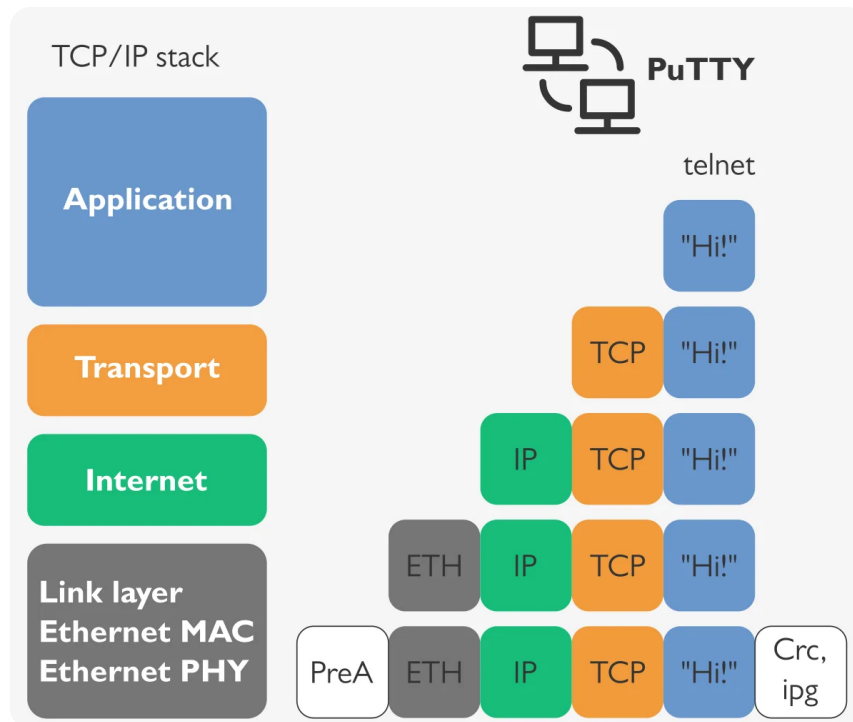 TCP/IP stack
PuTTY
telnet
Application
"Hi!"
Transport
TCP "Hi!"
Internet
IP TCP "Hi!"
Link layer
Ethernet MAC
Ethernet PHY
ETH IP TCP "Hi!"
PreA ETH IP TCP "Hi!" Crc,
ipg